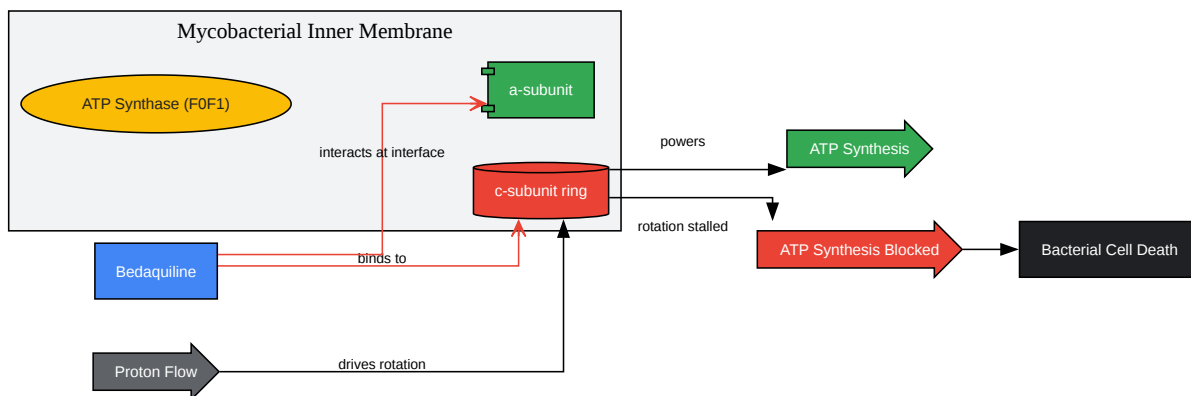 Mycobacterial Inner Membrane
ATP Synthase (F0F1)
a-subunit
interacts at interface
c-subunit ring
powers
ATP Synthesis
rotation stalled
ATP Synthesis Blocked
Bacterial Cell Death
Bedaquiline
binds to
Proton Flow
drives rotation